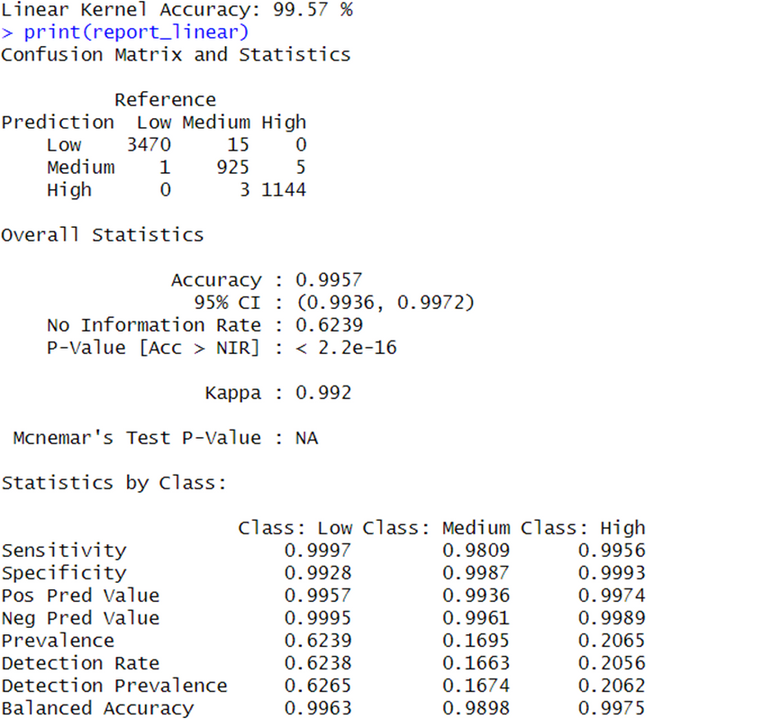 Linear Kernel Accuracy: 99.57 %
> print(report_linear)
Confusion Matrix and Statistics
Reference
Prediction Low Medium High
Low 3470 15 0
Medium 1 925 5
High 0 3 1144
Overall Statistics
Accuracy : 0.9957
95% CI : (0.9936, 0.9972)
No Information Rate : 0.6239
P-Value [Acc > NIR] : < 2.2e-16
Kappa : 0.992
Mcnemar's Test P-Value : NA
Statistics by Class:
Class: Low Class: Medium Class: High
Sensitivity 0.9997 0.9809 0.9956
Specificity 0.9928 0.9987 0.9993
Pos Pred Value 0.9957 0.9936 0.9974
Neg Pred Value 0.9995 0.9961 0.9989
Prevalence 0.6239 0.1695 0.2065
Detection Rate 0.6238 0.1663 0.2056
Detection Prevalence 0.6265 0.1674 0.2062
Balanced Accuracy 0.9963 0.9898 0.9975